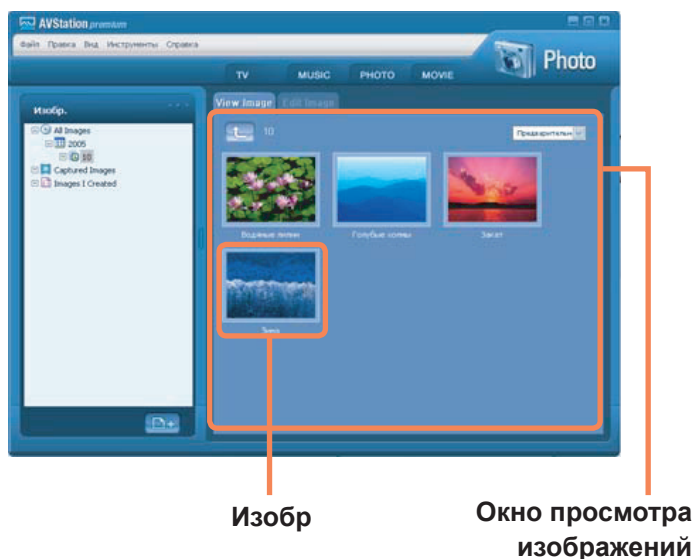 AVStation premium
Файл Правка Вид Инструменты Справка
Photo
TV MUSIC PHOTO MOVIE
Изобр.
View Image Edit Image
All Images
2005
10
Captured Images
Images I Created
10
Предварительн
Водяные лилии Голубые холмы Закат
Зима
Изобр
Окно просмотра
изображений